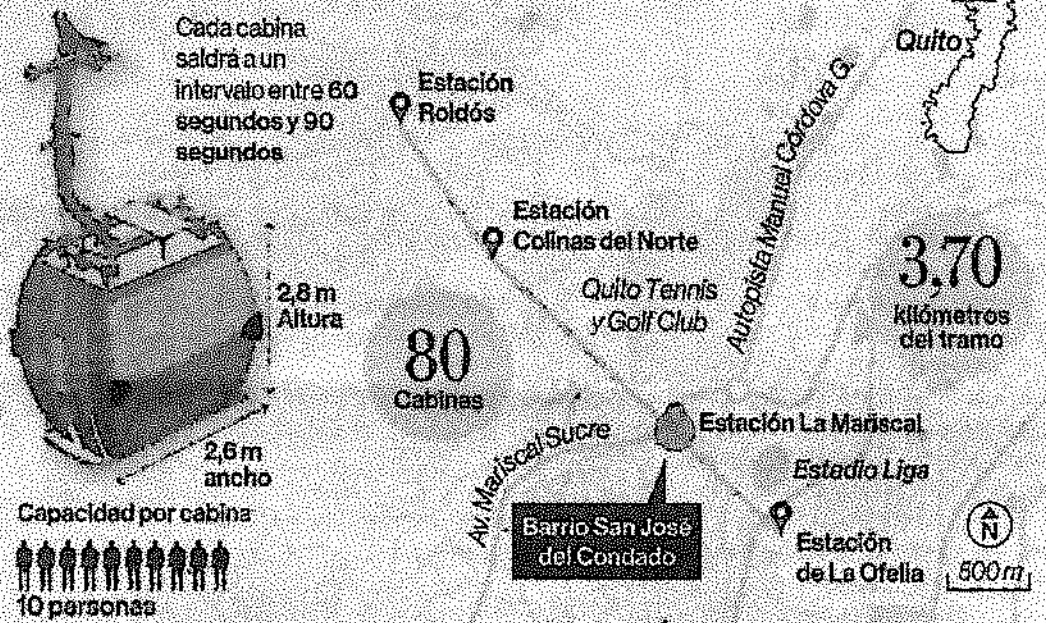 Cada cabina
saldrá a un
intervalo entre 60
segundos y 90
segundos
Estación
Roldós
Quito
Autopista Manuel Córdova G.
Estación
Colinas del Norte
Quito Tennis
y Golf Club
3,70
kilómetros
del tramo
2,8 m
Altura
80
Cabinas
2,6 m
ancho
Av. Mariscal Sucre
Estación La Mariscal
Estadio Liga
Barrio San José
del Condado
Estación
de La Ofelia
N
500 m
Capacidad por cabina
10 personas